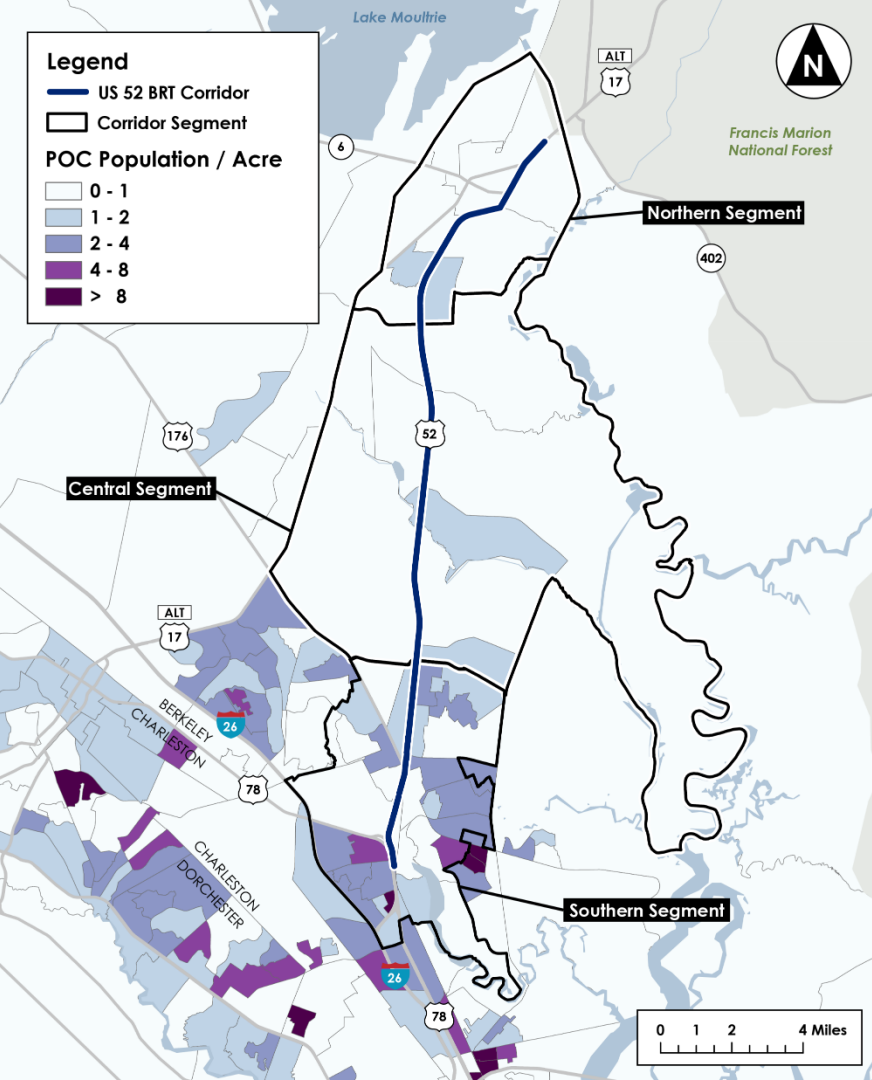 Lake Moultrie
Legend
US 52 BRT Corridor
Corridor Segment
POC Population / Acre
0 - 1
1 - 2
2 - 4
4 - 8
> 8
ALT
17
N
6
Francis Marion
National Forest
Northern Segment
402
176
52
Central Segment
ALT
17
BERKELEY
CHARLESTON
26
78
CHARLESTON
DORCHESTER
Southern Segment
26
78
0 1 2 4 Miles